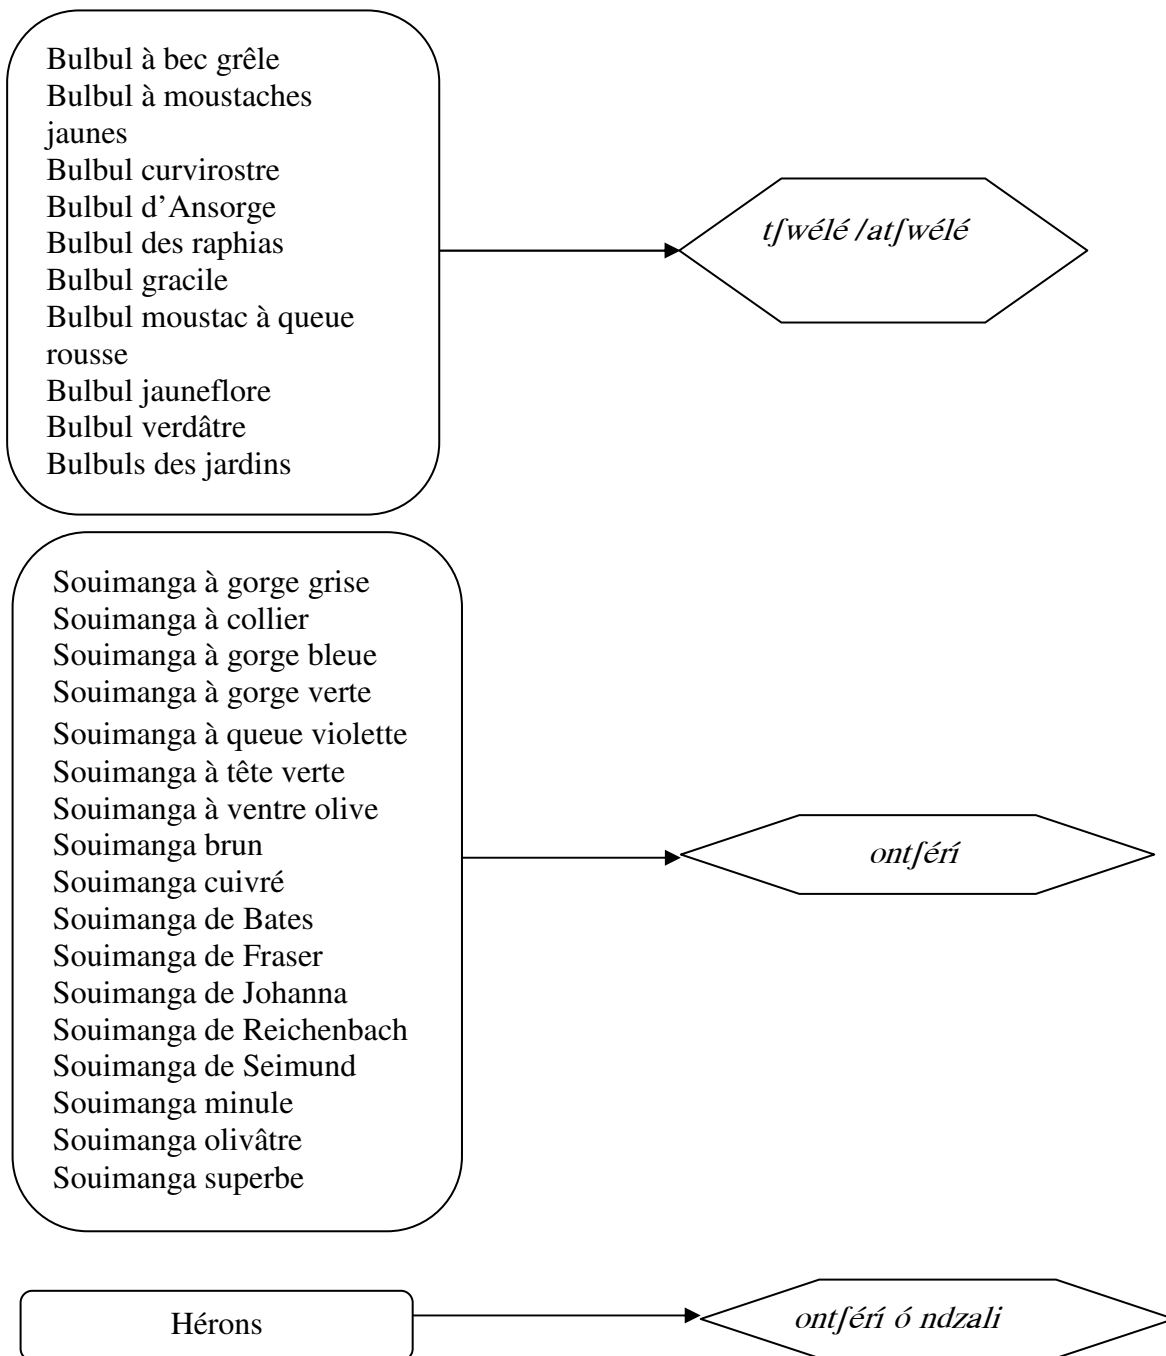 Bulbul à bec grêle
Bulbul à moustaches
jaunes
Bulbul curvirostre
Bulbul d’Ansorge
Bulbul des raphias
Bulbul gracile
Bulbul moustac à queue
rousse
Bulbul jauneflore
Bulbul verdâtre
Bulbuls des jardins
tʃwélé /atʃwélé
Souimanga à gorge grise
Souimanga à collier
Souimanga à gorge bleue
Souimanga à gorge verte
Souimanga à queue violette
Souimanga à tête verte
Souimanga à ventre olive
Souimanga brun
Souimanga cuivré
Souimanga de Bates
Souimanga de Fraser
Souimanga de Johanna
Souimanga de Reichenbach
Souimanga de Seimund
Souimanga minule
Souimanga olivâtre
Souimanga superbe
ontʃérí
Hérons
ontʃérí ó ndzali